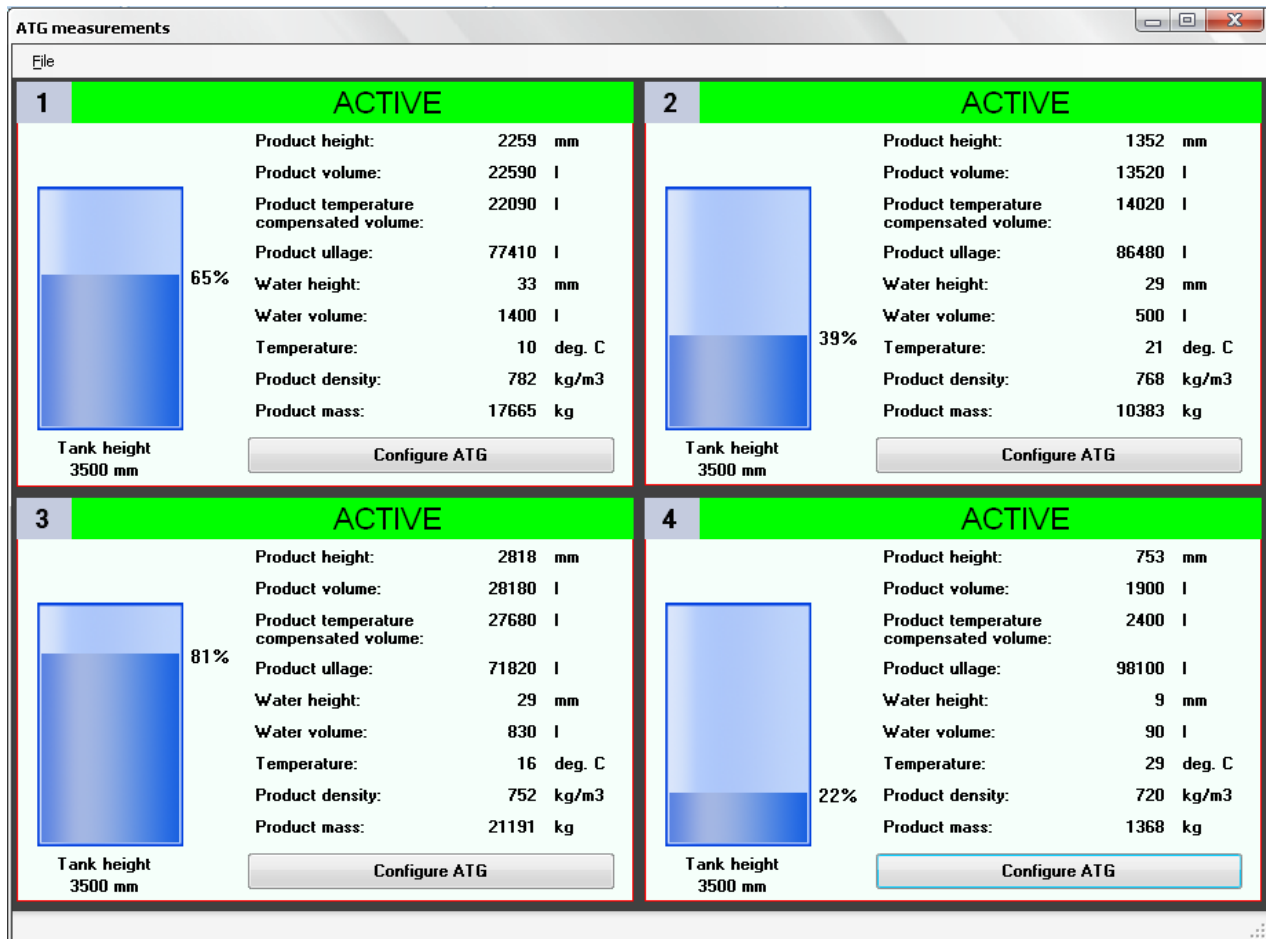 ATG measurements
File
1 ACTIVE
Product height: 2259 mm
Product volume: 22590 l
Product temperature
compensated volume: 22090 l
Product ullage: 77410 l
65%
Water height: 33 mm
Water volume: 1400 l
Temperature: 10 deg. C
Product density: 782 kg/m3
Product mass: 17665 kg
Tank height
3500 mm
Configure ATG
2 ACTIVE
Product height: 1352 mm
Product volume: 13520 l
Product temperature
compensated volume: 14020 l
Product ullage: 86480 l
Water height: 29 mm
Water volume: 500 l
39%
Temperature: 21 deg. C
Product density: 768 kg/m3
Product mass: 10383 kg
Tank height
3500 mm
Configure ATG
3 ACTIVE
Product height: 2818 mm
Product volume: 28180 l
Product temperature
compensated volume: 27680 l
81%
Product ullage: 71820 l
Water height: 29 mm
Water volume: 830 l
Temperature: 16 deg. C
Product density: 752 kg/m3
Product mass: 21191 kg
Tank height
3500 mm
Configure ATG
4 ACTIVE
Product height: 753 mm
Product volume: 1900 l
Product temperature
compensated volume: 2400 l
Product ullage: 98100 l
Water height: 9 mm
Water volume: 90 l
Temperature: 29 deg. C
22%
Product density: 720 kg/m3
Product mass: 1368 kg
Tank height
3500 mm
Configure ATG